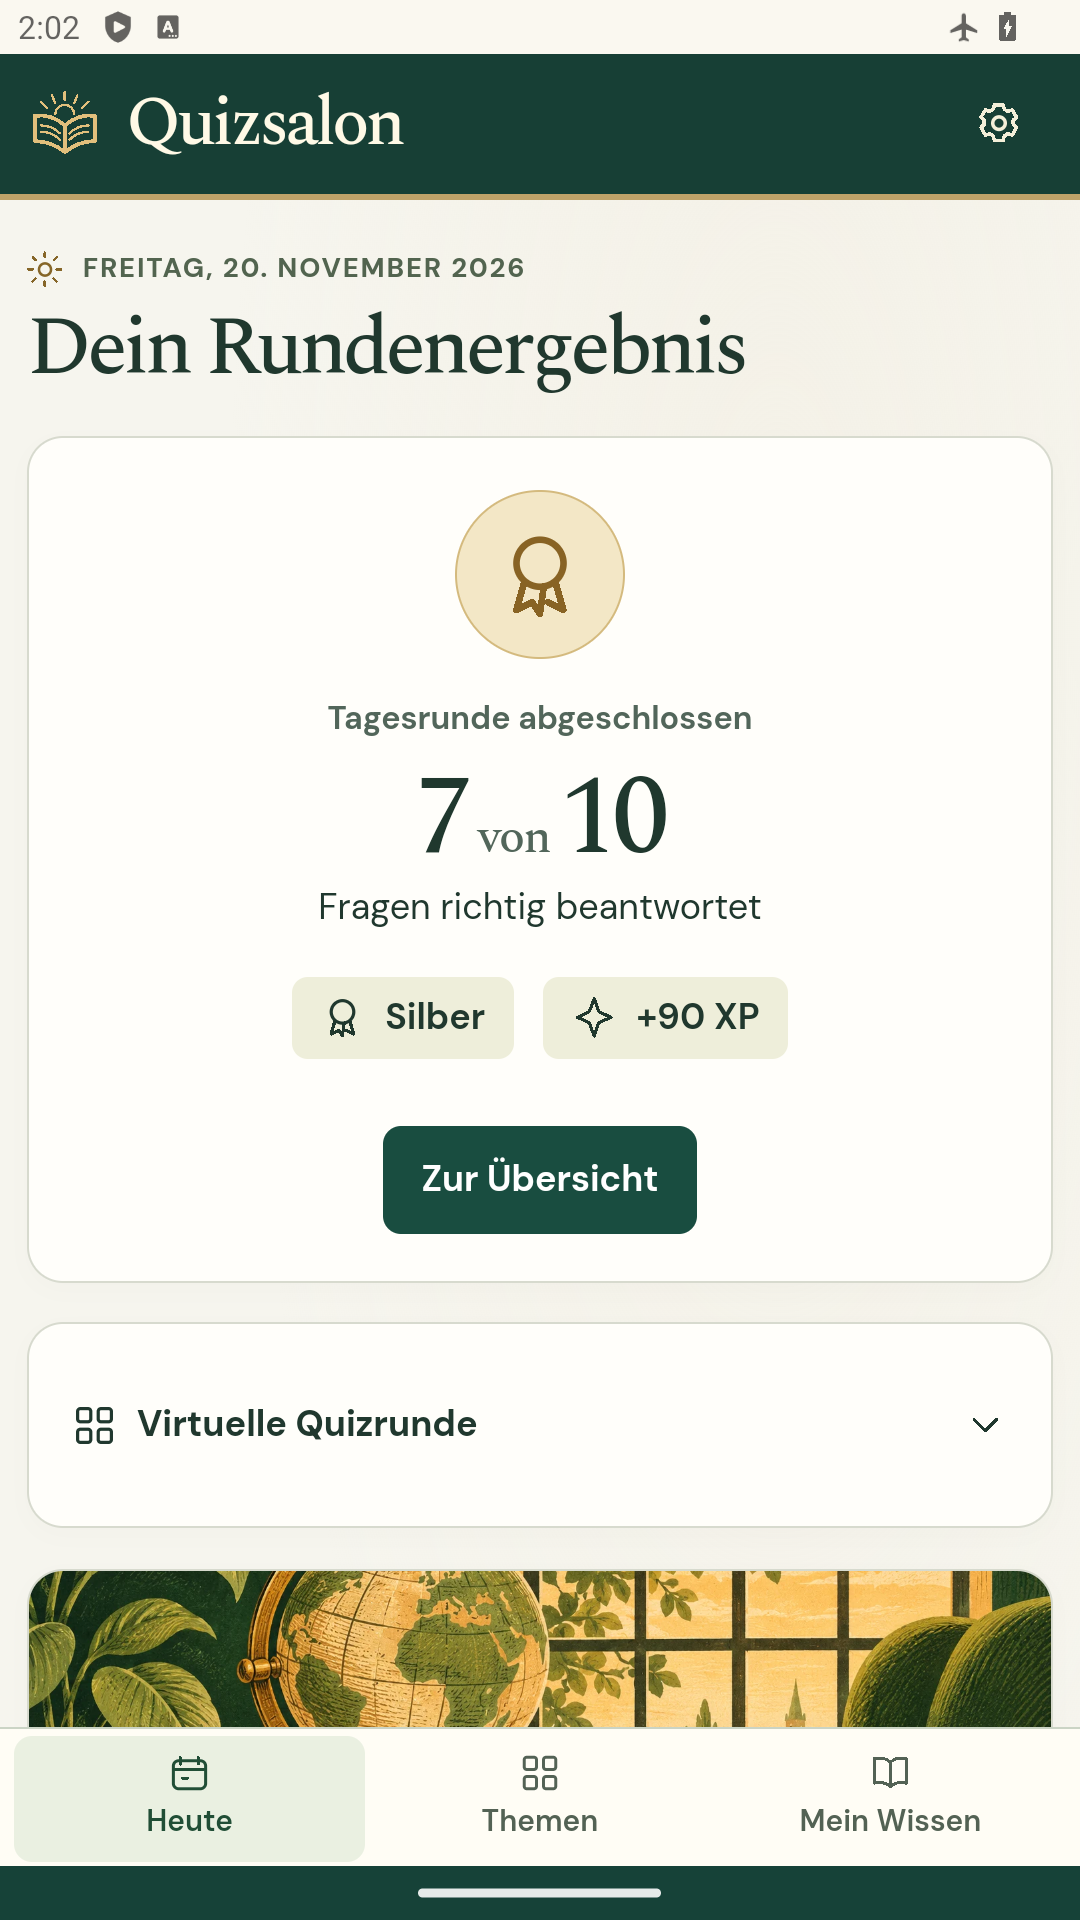 2:02
Quizsalon
FREITAG, 20. NOVEMBER 2026
Dein Rundenergebnis
Tagesrunde abgeschlossen
7 von 10
Fragen richtig beantwortet
Silber
+90 XP
Zur Übersicht
Virtuelle Quizrunde
Heute
Themen
Mein Wissen